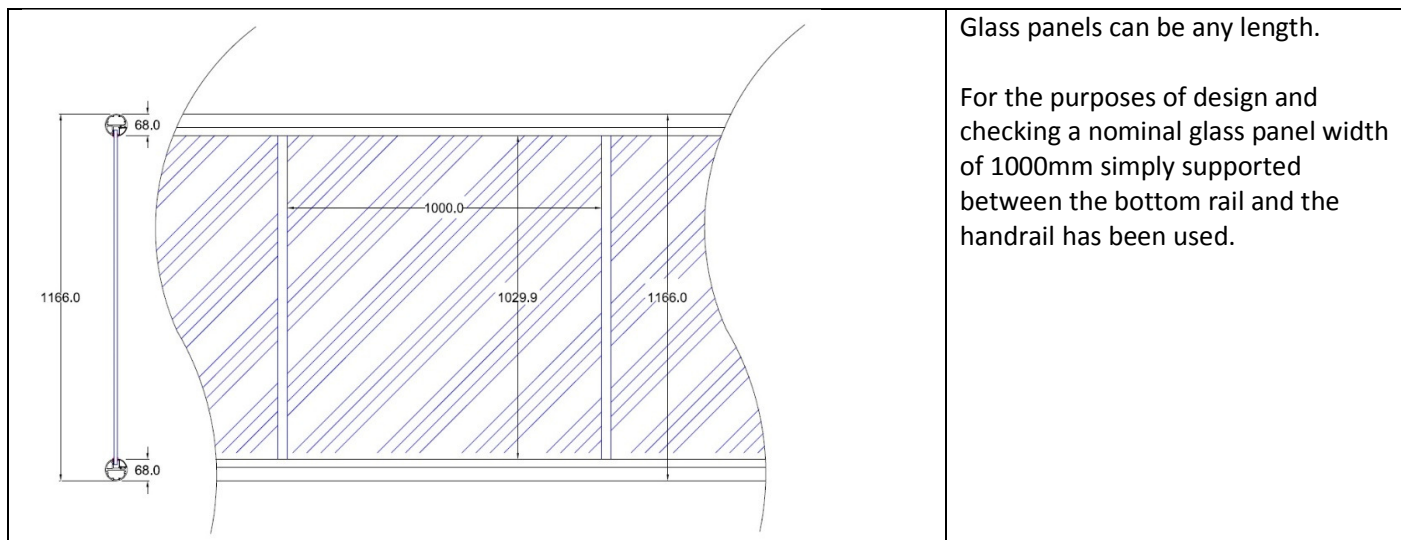 68.0
1000.0
1166.0
1029.9
1166.0
68.0
Glass panels can be any length.
For the purposes of design and
checking a nominal glass panel width
of 1000mm simply supported
between the bottom rail and the
handrail has been used.